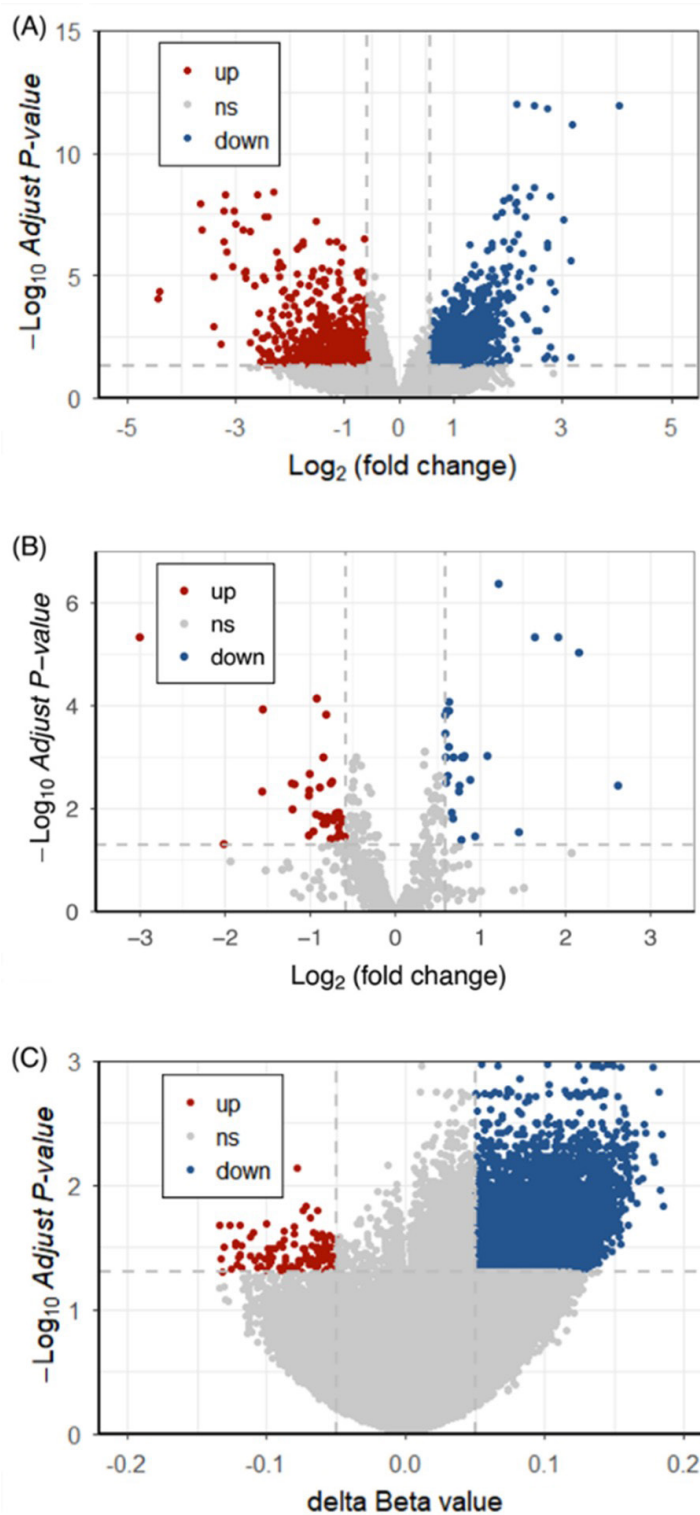 (A)
15
10
5
0
−Log10 Adjust P-value
up
ns
down
-5
-3
-1
0
1
3
5
Log2 (fold change)
(B)
6
4
2
0
−Log10 Adjust P−value
up
ns
down
−3
−2
−1
0
1
2
3
Log2 (fold change)
(C)
3
2
1
0
−Log10 Adjust P-value
up
ns
down
-0.2
-0.1
0.0
0.1
0.2
delta Beta value